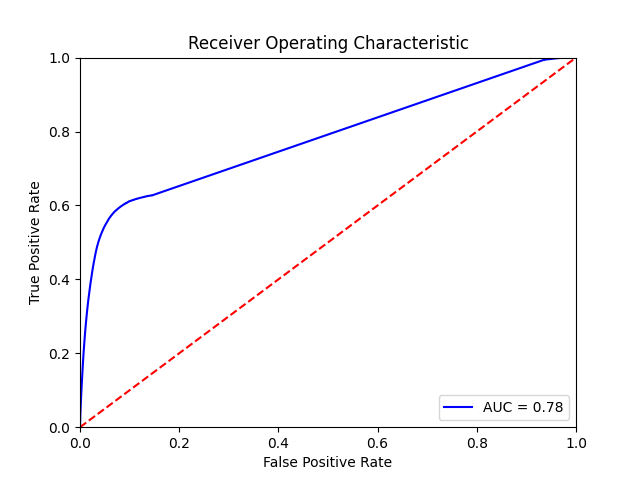 Receiver Operating Characteristic
True Positive Rate
1.0
0.8
0.6
0.4
0.2
0.0
AUC = 0.78
0.0 0.2 0.4 0.6 0.8 1.0
False Positive Rate